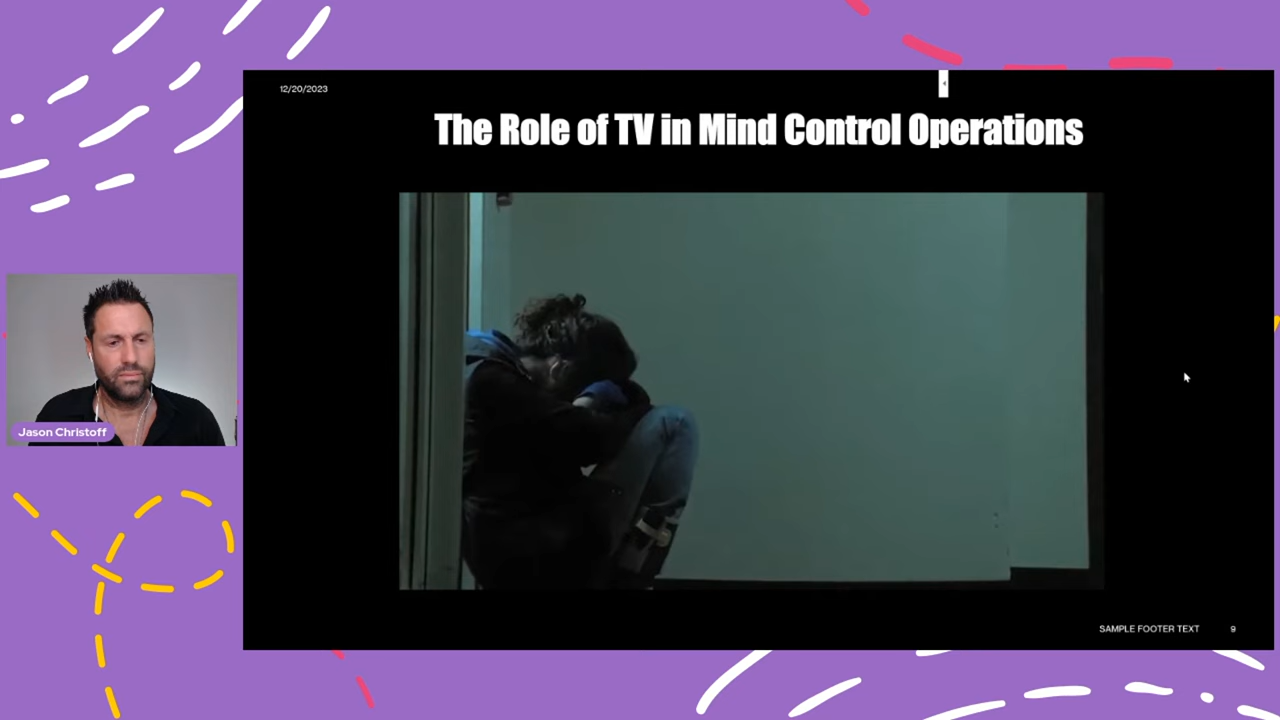 12/20/2023
The Role of TV in Mind Control Operations
Jason Christoff
SAMPLE FOOTER TEXT 9